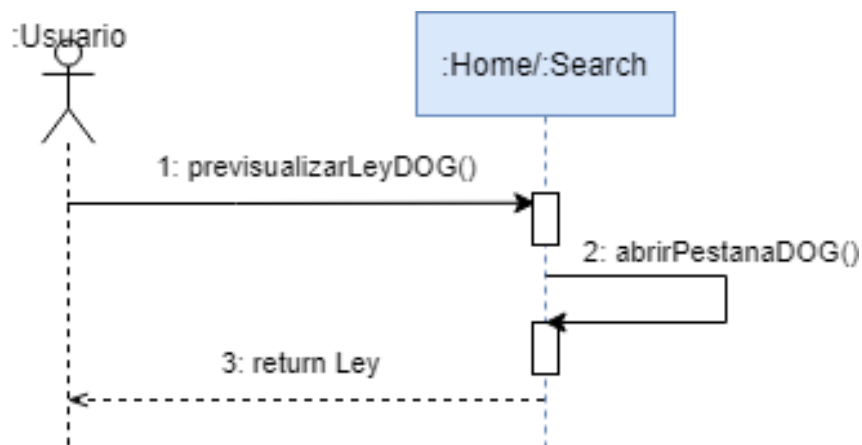 :Usuario
:Home/:Search
1: previsualizarLeyDOG()
2: abrirPestanaDOG()
3: return Ley